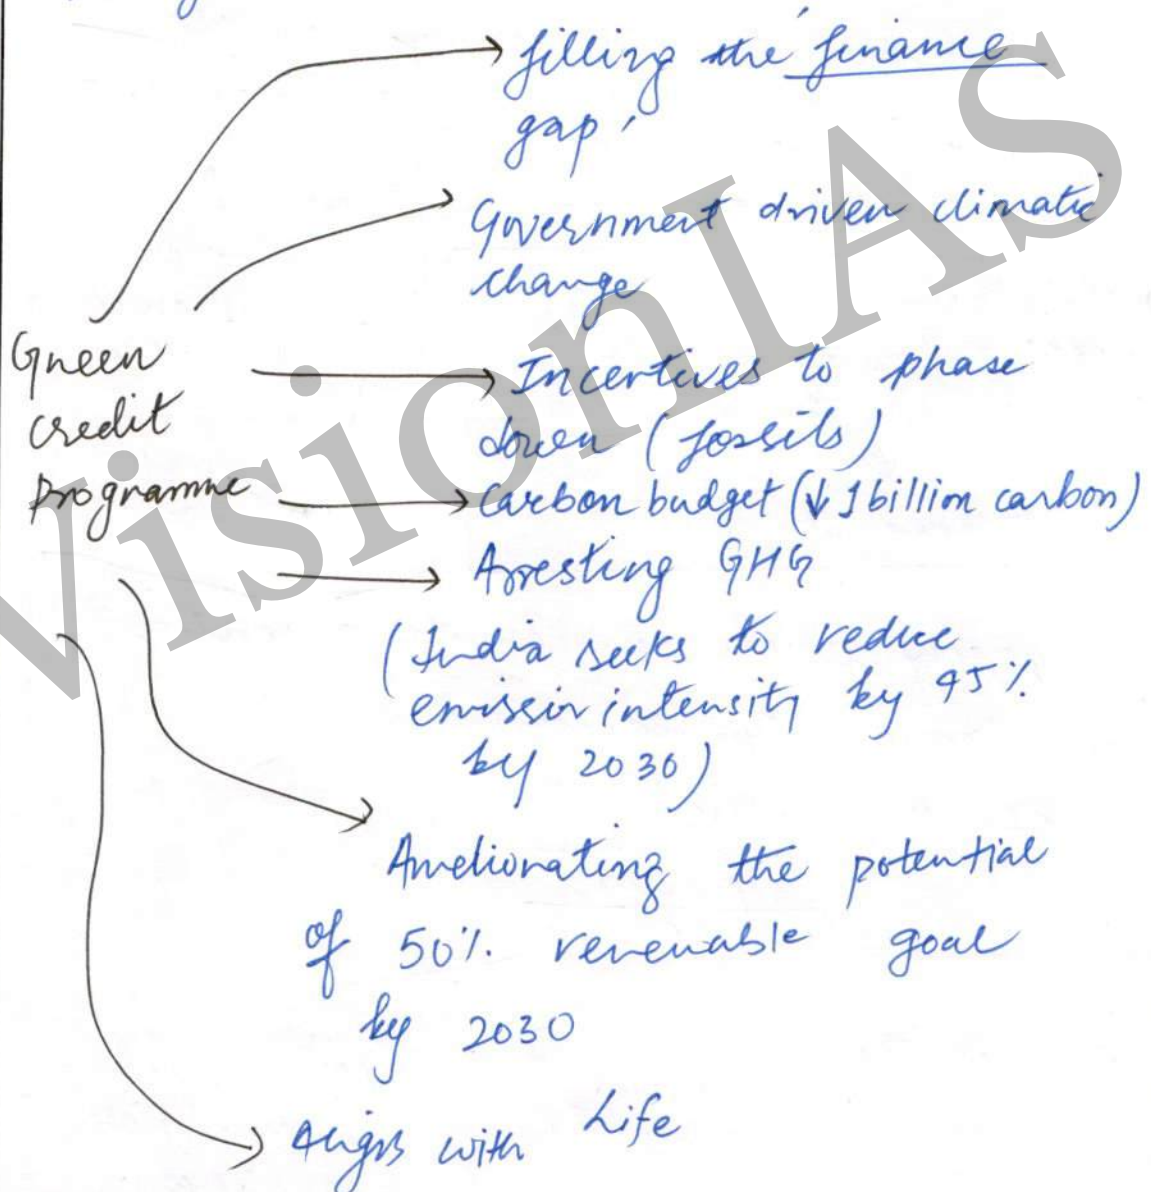 filling the finance
gap,
Government driven climatic
change
Green
credit
programme
Incentives to phase
down (fossils)
Carbon budget (↓ 1 billion carbon)
Arresting GHG
(India seeks to reduce
emission intensity by 45%
by 2030)
Ameliorating the potential
of 50% renewable goal
by 2030
Aligns with Life
VisionIAS